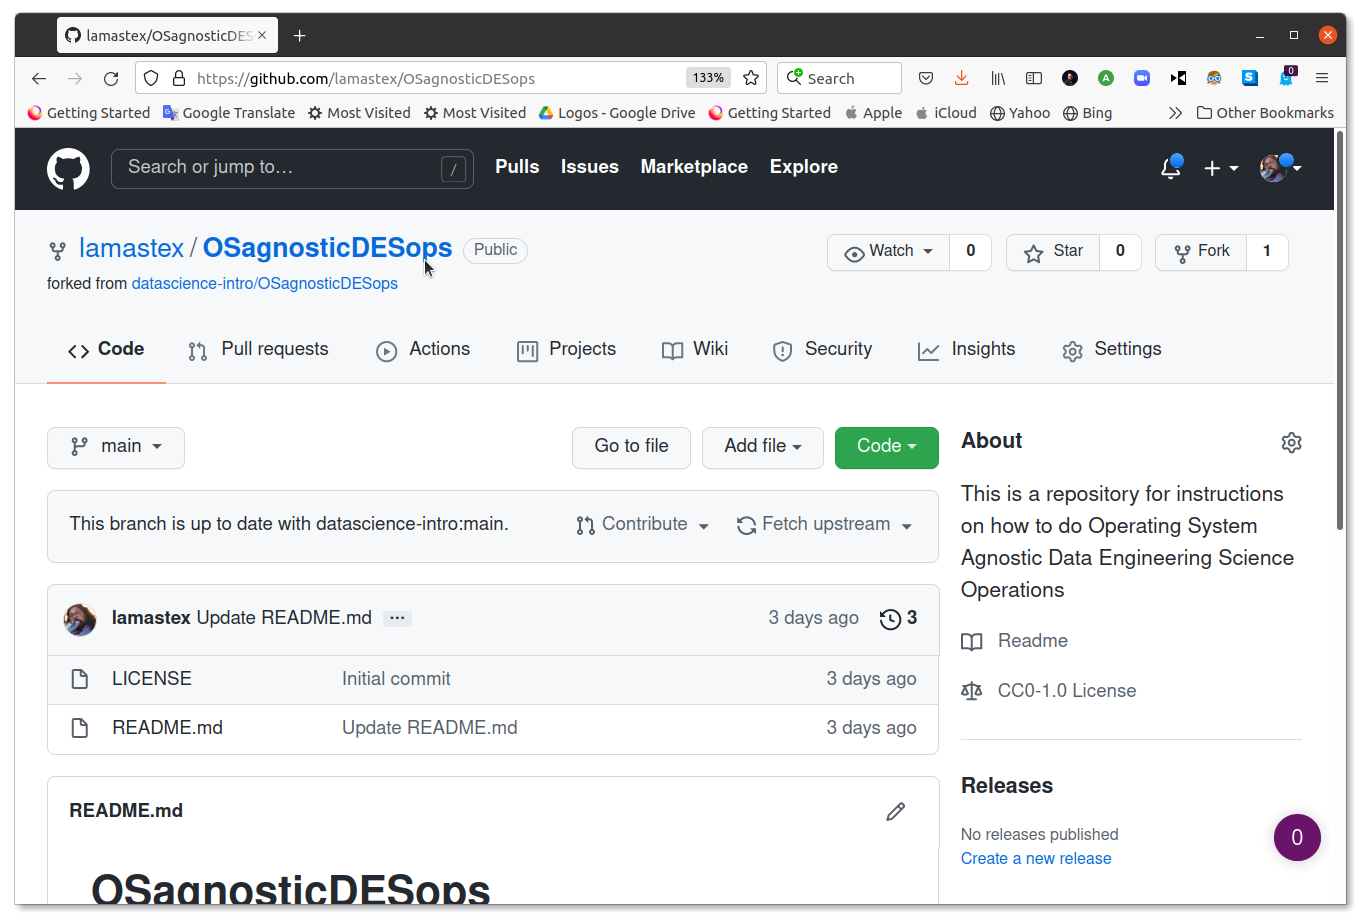 lamastex/OSagnosticDES
https://github.com/lamastex/OSagnosticDESops 133% Search A S 0
Getting Started Google Translate Most Visited Most Visited Logos - Google Drive Getting Started Apple iCloud Yahoo Bing Other Bookmarks
Search or jump to… / Pulls Issues Marketplace Explore
lamastex / OSagnosticDESops Public Watch 0 Star 0 Fork 1
forked from datascience-intro/OSagnosticDESops
Code Pull requests Actions Projects Wiki Security Insights Settings
main Go to file Add file Code
This branch is up to date with datascience-intro:main. Contribute Fetch upstream
lamastex Update README.md ... 3 days ago 3
LICENSE Initial commit 3 days ago
README.md Update README.md 3 days ago
README.md
OSagnosticDESops
About
This is a repository for instructions
on how to do Operating System
Agnostic Data Engineering Science
Operations
Readme
CC0-1.0 License
Releases
No releases published
Create a new release
0